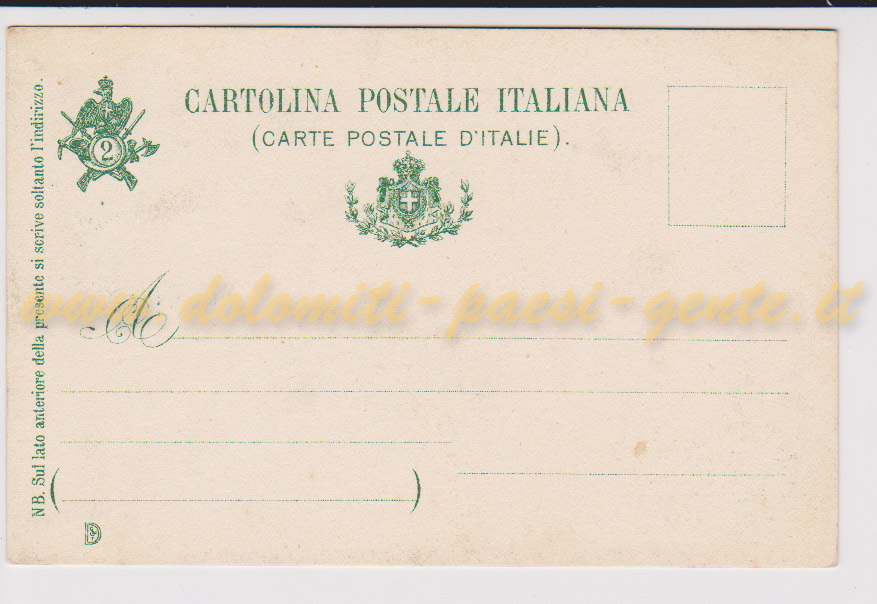 CARTOLINA POSTALE ITALIANA
(CARTE POSTALE D'ITALIE).
2
NB. Sul lato anteriore della presente si scrive soltanto l'indirizzo.
A
www.dolomiti-paesi-gente.it